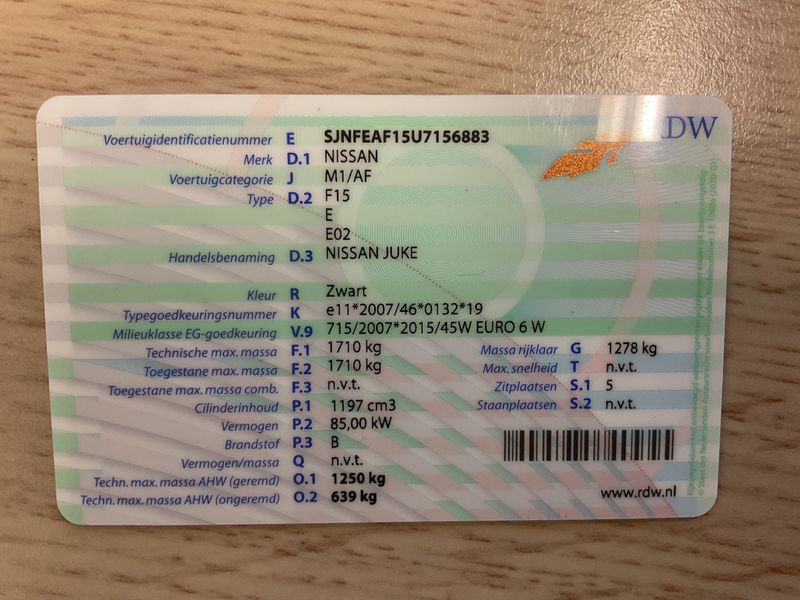 RDW
Voertuigidentificatienummer E SJNFEAF15U7156883
Merk D.1 NISSAN
Voertuigcategorie J M1/AF
Type D.2 F15
E
E02
Handelsbenaming D.3 NISSAN JUKE
Kleur R Zwart
Typegoedkeuringsnummer K e11*2007/46*0132*19
Milieuklasse EG-goedkeuring V.9 715/2007*2015/45W EURO 6 W
Technische max. massa F.1 1710 kg Massa rijklaar G 1278 kg
Toegestane max. massa F.2 1710 kg Max. snelheid T n.v.t.
Toegestane max. massa comb. F.3 n.v.t. Zitplaatsen S.1 5
Cilinderinhoud P.1 1197 cm3 Staanplaatsen S.2 n.v.t.
Vermogen P.2 85,00 kW
Brandstof P.3 B
Vermogen/massa Q n.v.t.
Techn. max. massa AHW (geremd) O.1 1250 kg
Techn. max. massa AHW (ongeremd) O.2 639 kg
www.rdw.nl